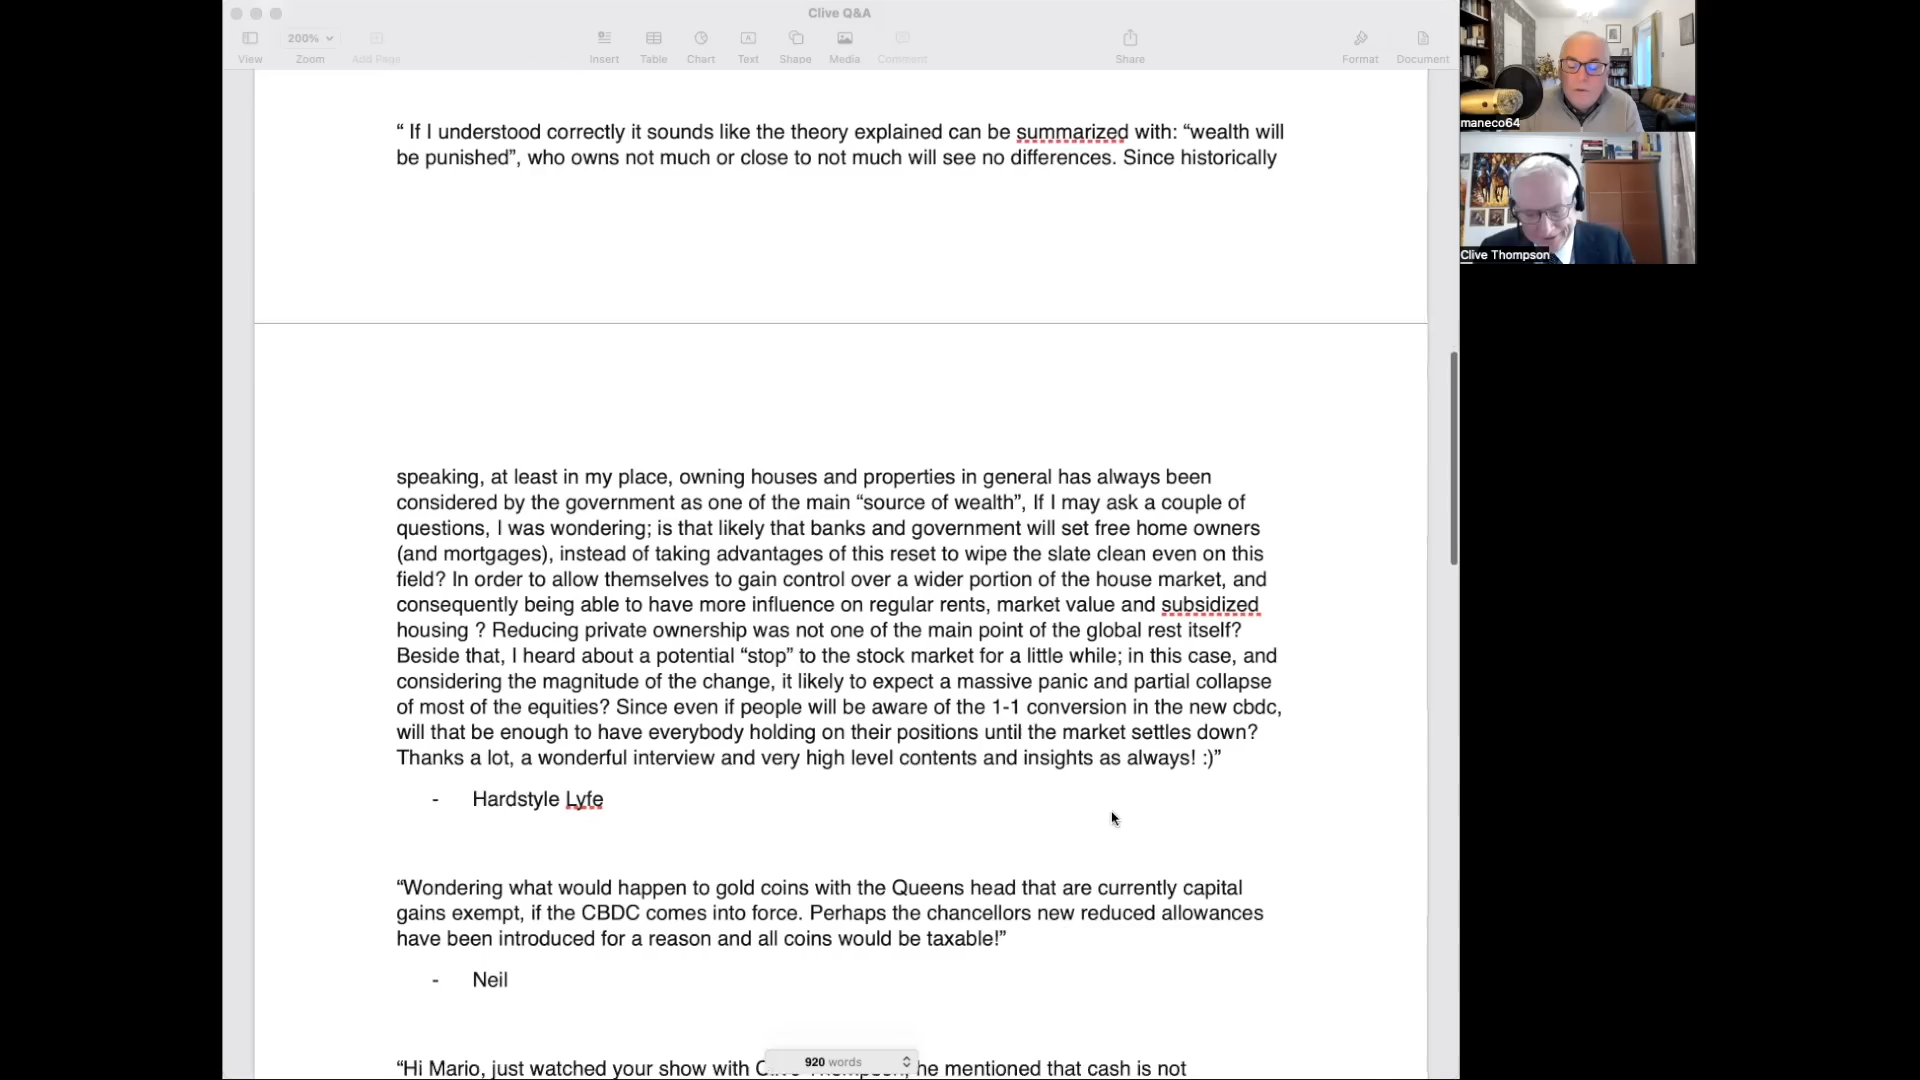 Clive Q&A
200%
View
Zoom
Add Page
Insert
Table
Chart
Text
Shape
Media
Comment
Share
Format
Document
“ If I understood correctly it sounds like the theory explained can be summarized with: “wealth will
be punished”, who owns not much or close to not much will see no differences. Since historically
speaking, at least in my place, owning houses and properties in general has always been
considered by the government as one of the main “source of wealth”, If I may ask a couple of
questions, I was wondering; is that likely that banks and government will set free home owners
(and mortgages), instead of taking advantages of this reset to wipe the slate clean even on this
field? In order to allow themselves to gain control over a wider portion of the house market, and
consequently being able to have more influence on regular rents, market value and subsidized
housing ? Reducing private ownership was not one of the main point of the global rest itself?
Beside that, I heard about a potential “stop” to the stock market for a little while; in this case, and
considering the magnitude of the change, it likely to expect a massive panic and partial collapse
of most of the equities? Since even if people will be aware of the 1-1 conversion in the new cbdc,
will that be enough to have everybody holding on their positions until the market settles down?
Thanks a lot, a wonderful interview and very high level contents and insights as always! :)”
- Hardstyle Lyfe
“Wondering what would happen to gold coins with the Queens head that are currently capital
gains exempt, if the CBDC comes into force. Perhaps the chancellors new reduced allowances
have been introduced for a reason and all coins would be taxable!”
- Neil
“Hi Mario, just watched your show with he mentioned that cash is not
920 words
maneco64
Clive Thompson